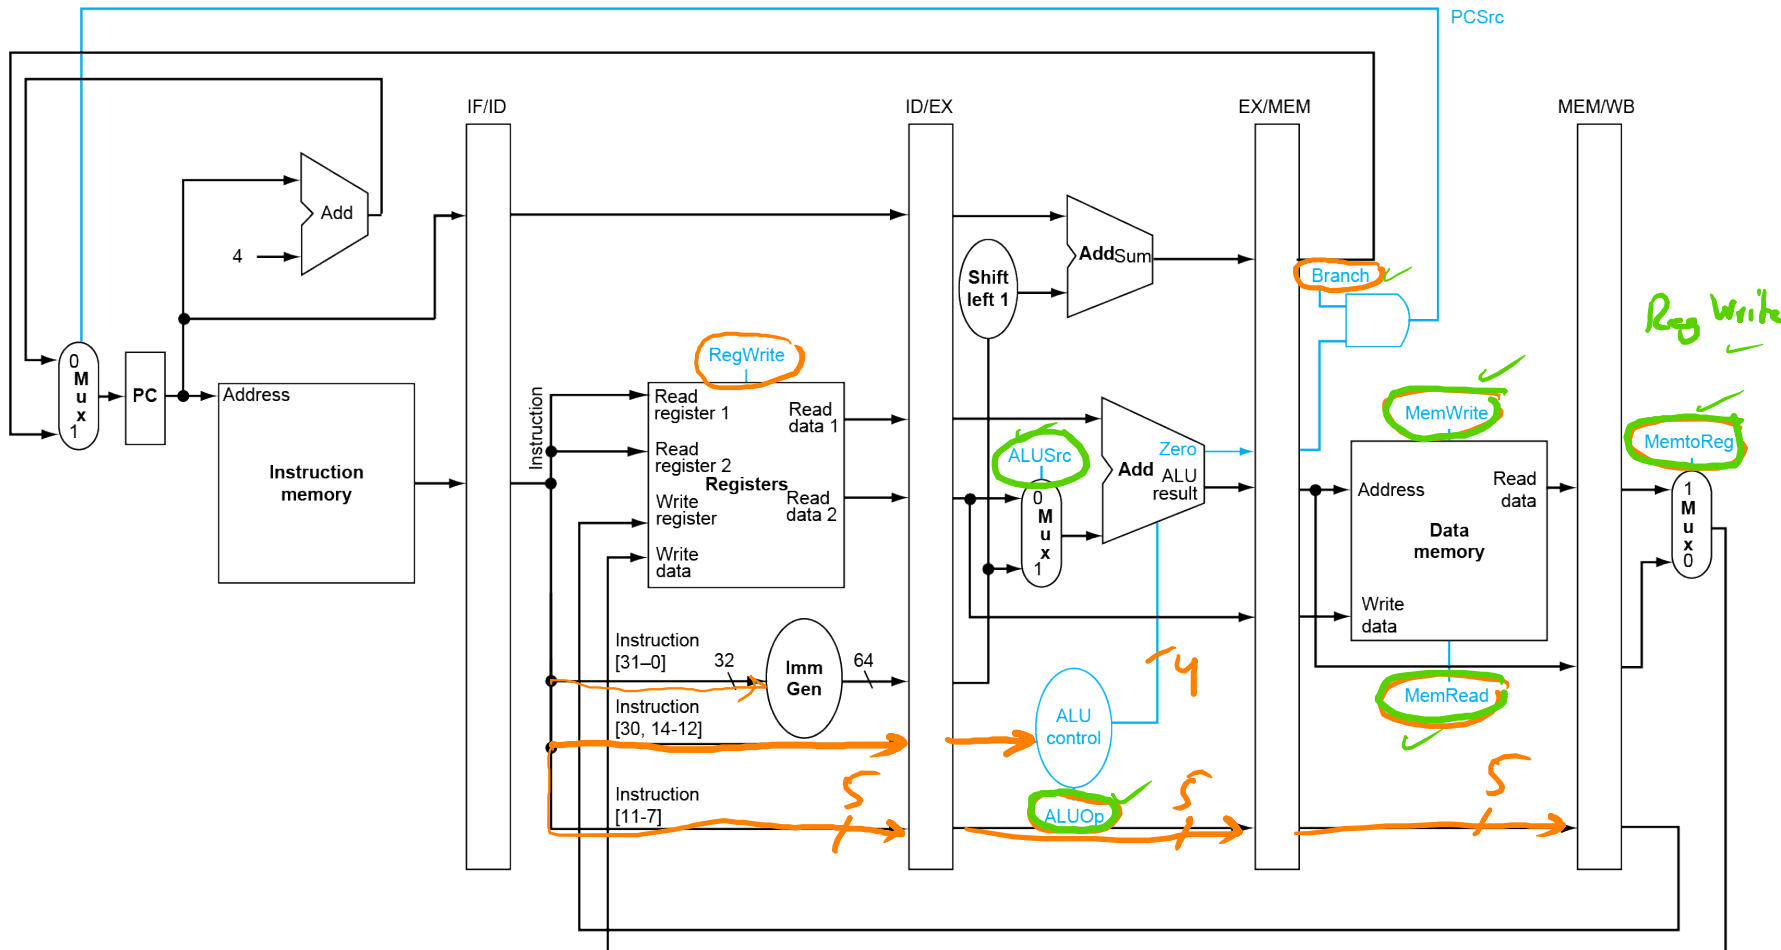 PCSrc
IF/ID
ID/EX
EX/MEM
MEM/WB
Add
4
Shift
left 1
Add Sum
Branch
Reg Write
RegWrite
0
M
u
x
1
PC
Address
Instruction
memory
Instruction
Read
register 1
Read
data 1
Read
register 2
Registers
Write
register
Read
data 2
Write
data
ALUSrc
0
M
u
x
1
Zero
Add
ALU
result
MemWrite
Address
Read
data
Data
memory
Write
data
MemRead
MemtoReg
1
M
u
x
0
Instruction
[31–0]
32
Imm
Gen
64
Instruction
[30, 14-12]
ALU
control
4
Instruction
[11-7]
5
ALUOp
5
5